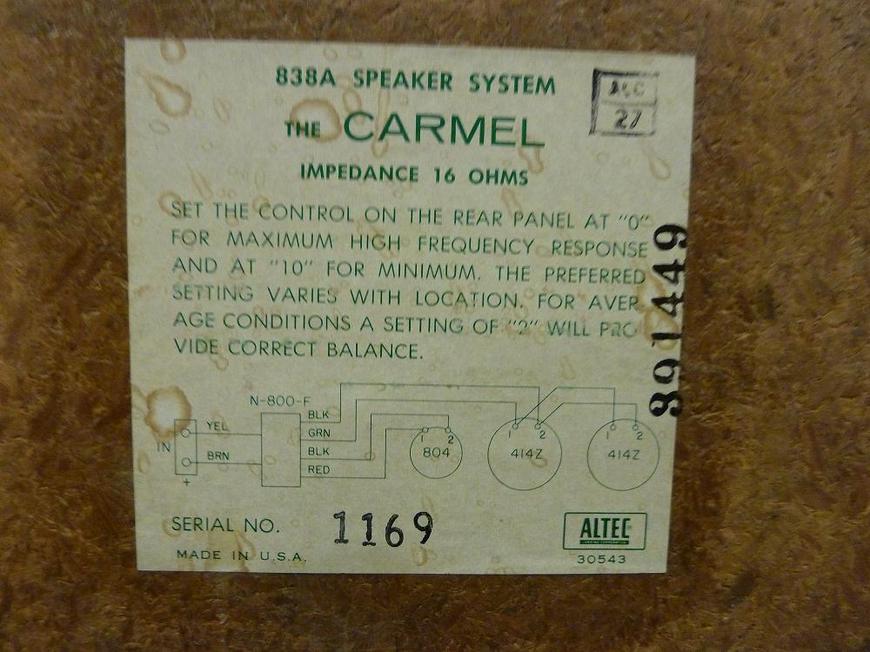 838A SPEAKER SYSTEM
THE CARMEL
IMPEDANCE 16 OHMS
27
SET THE CONTROL ON THE REAR PANEL AT "0"
FOR MAXIMUM HIGH FREQUENCY RESPONSE
AND AT "10" FOR MINIMUM. THE PREFERRED
SETTING VARIES WITH LOCATION. FOR AVER-
AGE CONDITIONS A SETTING OF "2" WILL PRO-
VIDE CORRECT BALANCE.
891449
N-800-F
IN
YEL
BRN
+
BLK
GRN
BLK
RED
1 2
804
1 2
414Z
1 2
414Z
SERIAL NO. 1169
MADE IN U.S.A.
ALTEC
30543